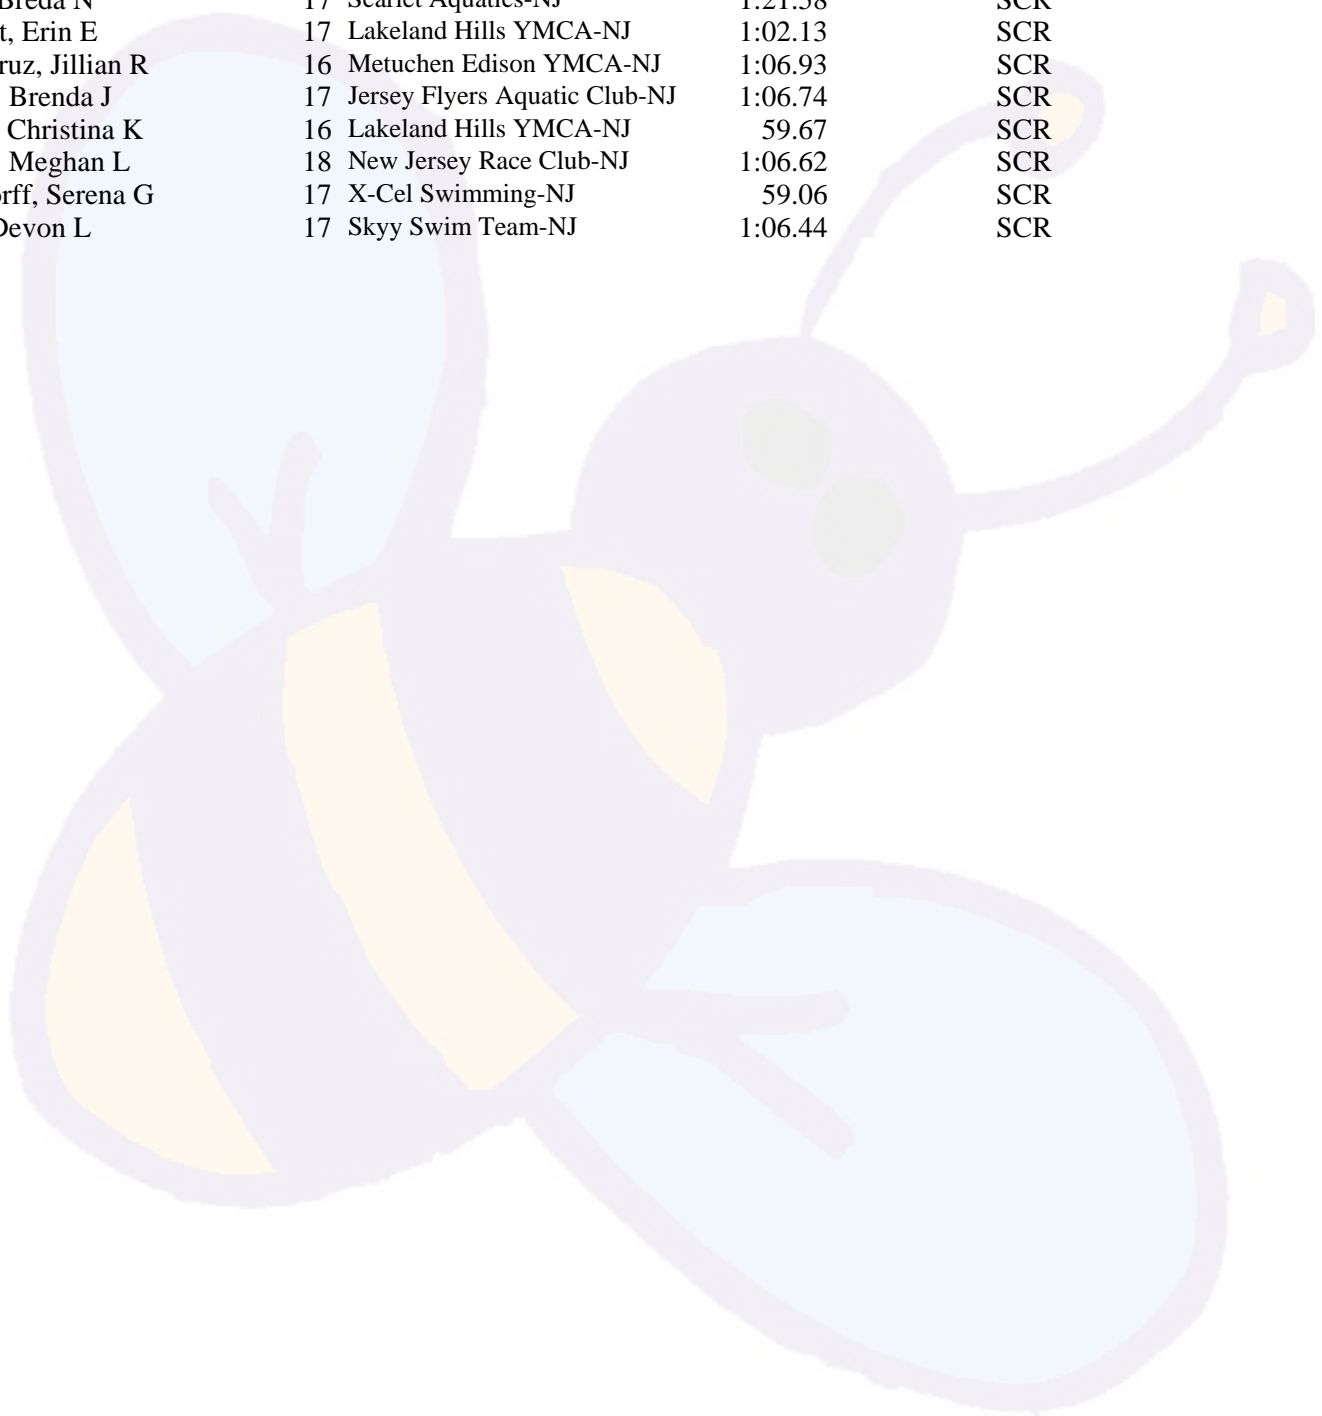 Breda N 17 Scarlet Aquatics-NJ 1:21.58 SCR
t, Erin E 17 Lakeland Hills YMCA-NJ 1:02.13 SCR
ruz, Jillian R 16 Metuchen Edison YMCA-NJ 1:06.93 SCR
Brenda J 17 Jersey Flyers Aquatic Club-NJ 1:06.74 SCR
Christina K 16 Lakeland Hills YMCA-NJ 59.67 SCR
Meghan L 18 New Jersey Race Club-NJ 1:06.62 SCR
orff, Serena G 17 X-Cel Swimming-NJ 59.06 SCR
Devon L 17 Skyy Swim Team-NJ 1:06.44 SCR